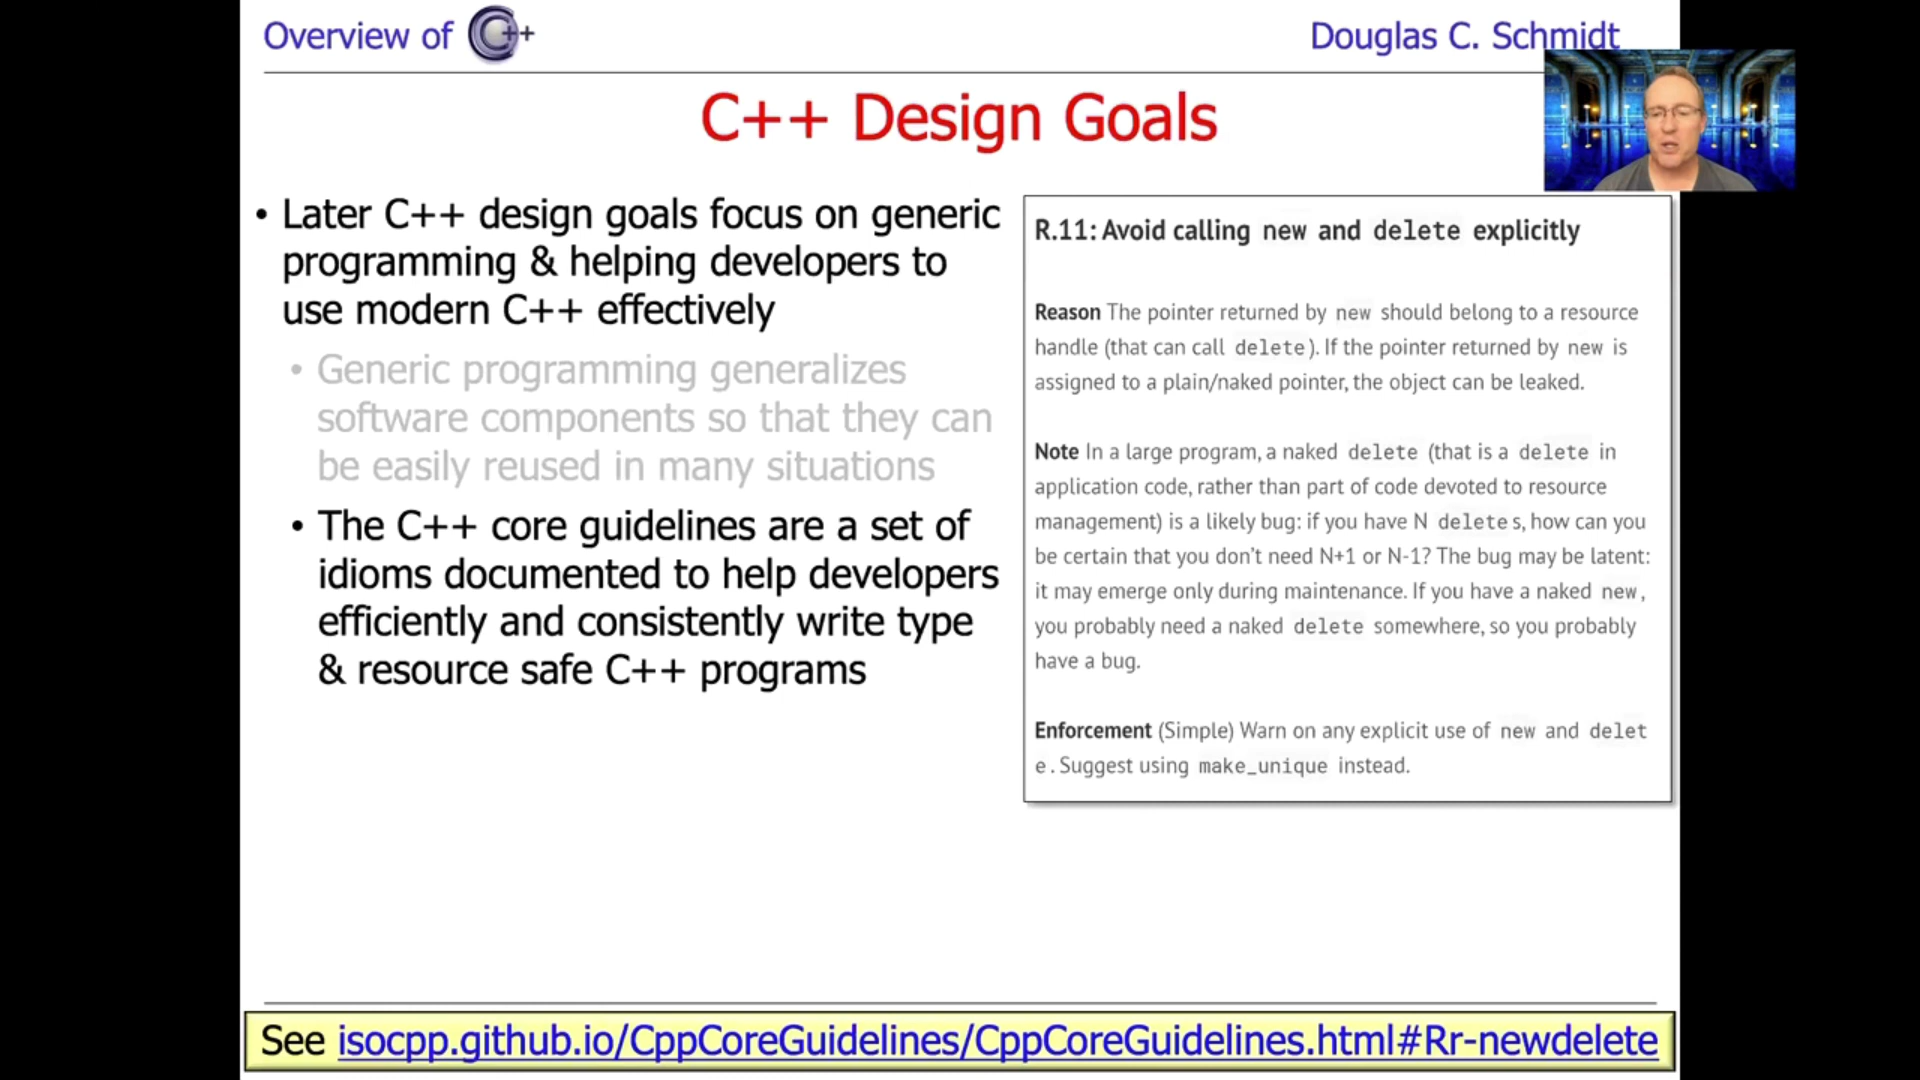 Overview of C++
Douglas C. Schmidt
C++ Design Goals
• Later C++ design goals focus on generic
programming & helping developers to
use modern C++ effectively
• Generic programming generalizes
software components so that they can
be easily reused in many situations
• The C++ core guidelines are a set of
idioms documented to help developers
efficiently and consistently write type
& resource safe C++ programs
R.11: Avoid calling new and delete explicitly
Reason The pointer returned by new should belong to a resource
handle (that can call delete). If the pointer returned by new is
assigned to a plain/naked pointer, the object can be leaked.
Note In a large program, a naked delete (that is a delete in
application code, rather than part of code devoted to resource
management) is a likely bug: if you have N deletes, how can you
be certain that you don't need N+1 or N-1? The bug may be latent:
it may emerge only during maintenance. If you have a naked new,
you probably need a naked delete somewhere, so you probably
have a bug.
Enforcement (Simple) Warn on any explicit use of new and delet
e. Suggest using make_unique instead.
See isocpp.github.io/CppCoreGuidelines/CppCoreGuidelines.html#Rr-newdelete